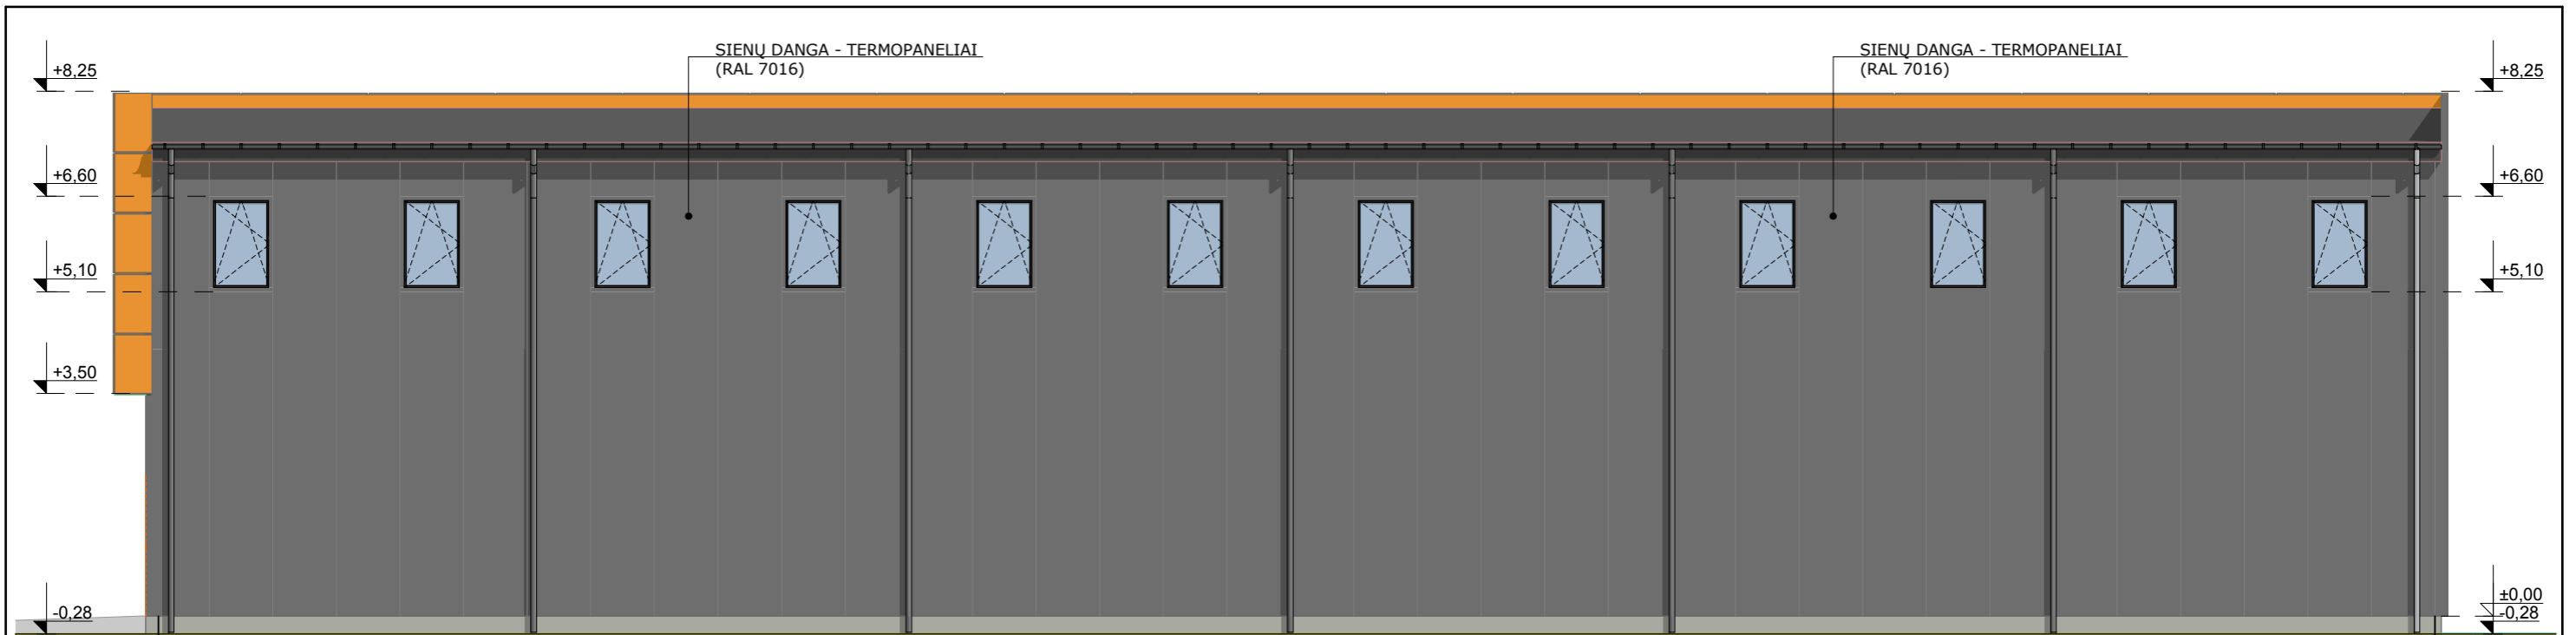 SIENŲ DANGA - TERMOPANELIAI
(RAL 7016)
SIENŲ DANGA - TERMOPANELIAI
(RAL 7016)
+8,25
+8,25
+6,60
+6,60
+5,10
+5,10
+3,50
-0,28
±0,00
-0,28